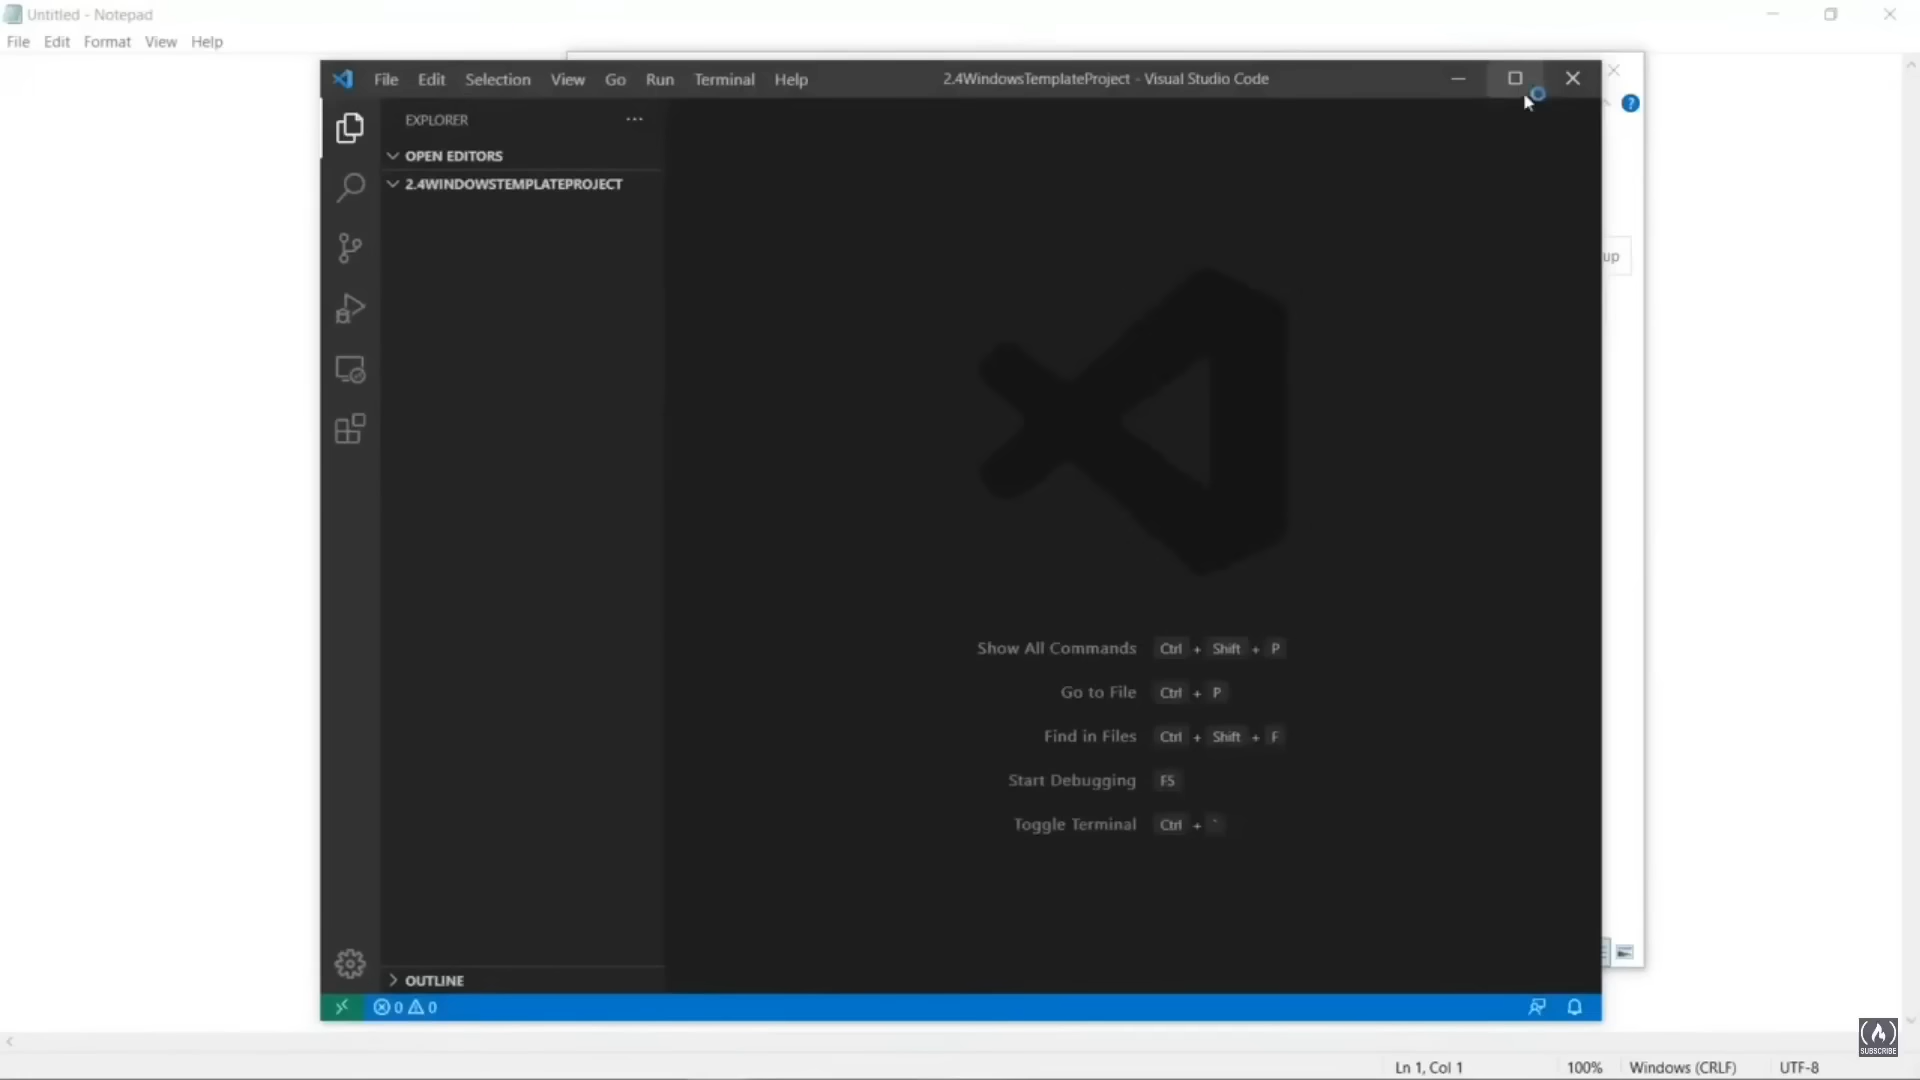 Untitled - Notepad
File Edit Format View Help
File Edit Selection View Go Run Terminal Help
2.4WindowsTemplateProject - Visual Studio Code
?
EXPLORER
OPEN EDITORS
2.4WINDOWSTEMPLATEPROJECT
up
Show All Commands Ctrl + Shift + P
Go to File Ctrl + P
Find in Files Ctrl + Shift + F
Start Debugging F5
Toggle Terminal Ctrl + `
OUTLINE
0 0
SUBSCRIBE
Ln 1, Col 1 100% Windows (CRLF) UTF-8